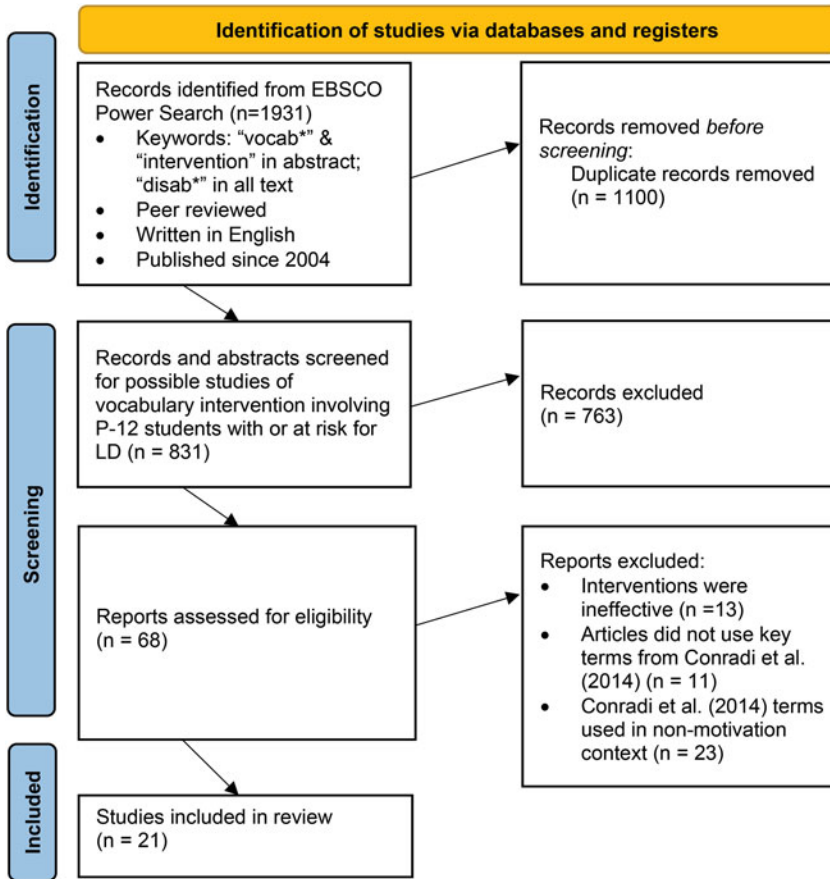 Identification of studies via databases and registers
Identification
Records identified from EBSCO
Power Search (n=1931)
• Keywords: “vocab*” &
“intervention” in abstract;
“disab*” in all text
• Peer reviewed
• Written in English
• Published since 2004
Records removed before
screening:
Duplicate records removed
(n = 1100)
Screening
Records and abstracts screened
for possible studies of
vocabulary intervention involving
P-12 students with or at risk for
LD (n = 831)
Records excluded
(n = 763)
Reports assessed for eligibility
(n = 68)
Reports excluded:
• Interventions were
ineffective (n =13)
• Articles did not use key
terms from Conradi et al.
(2014) (n = 11)
• Conradi et al. (2014) terms
used in non-motivation
context (n = 23)
Included
Studies included in review
(n = 21)